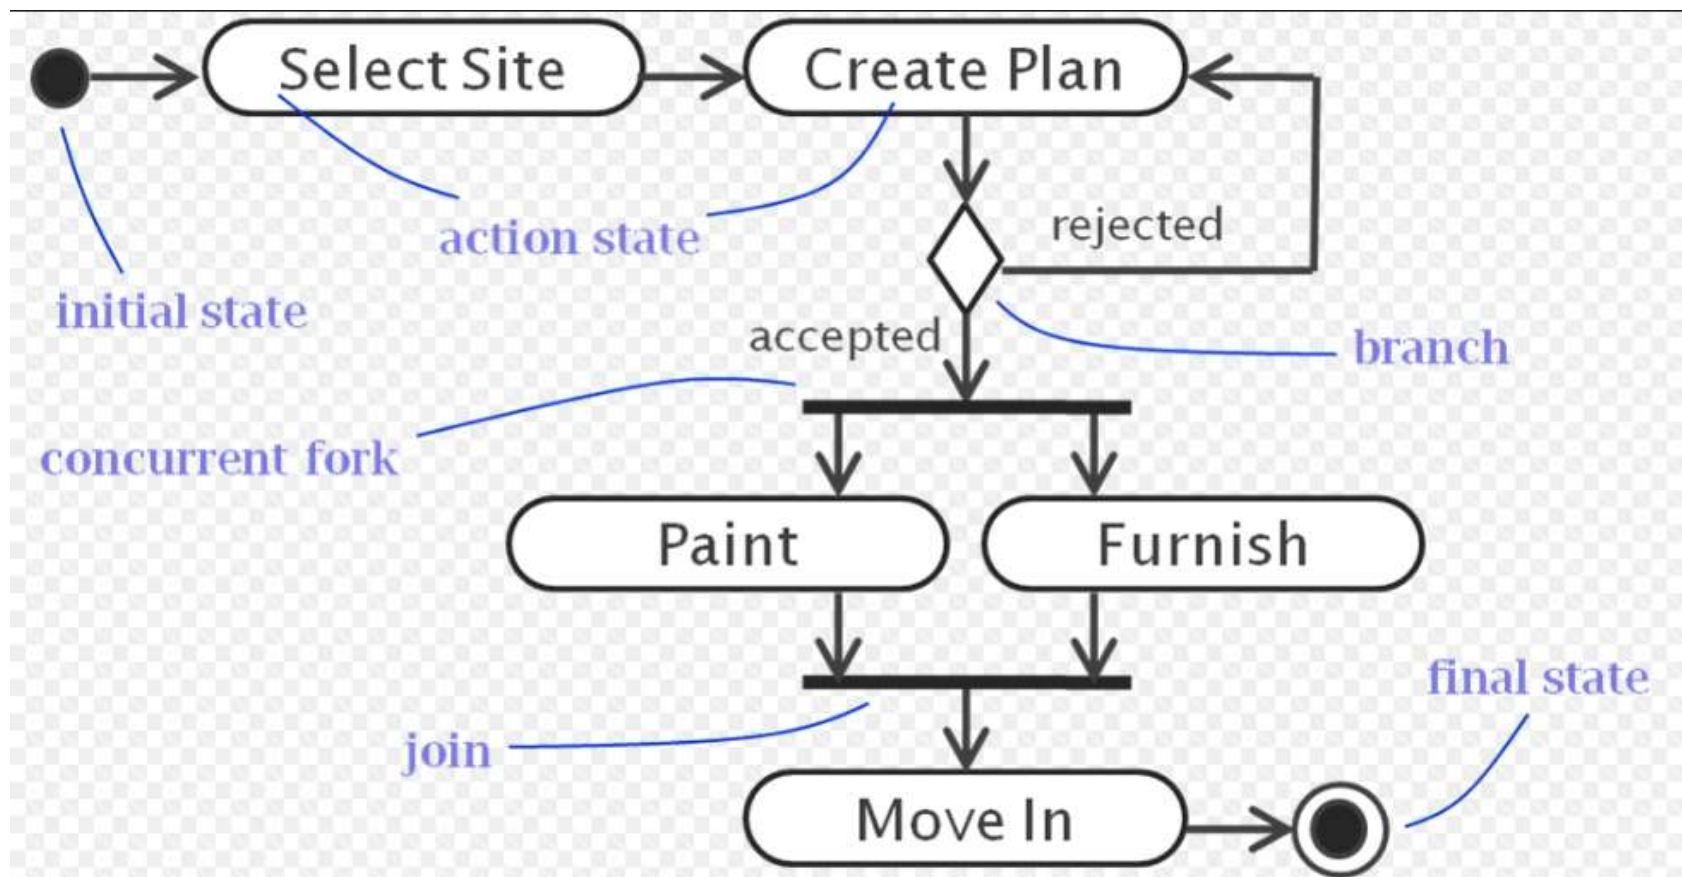 Select Site
Create Plan
action state
rejected
initial state
accepted
branch
concurrent fork
Paint
Furnish
final state
join
Move In